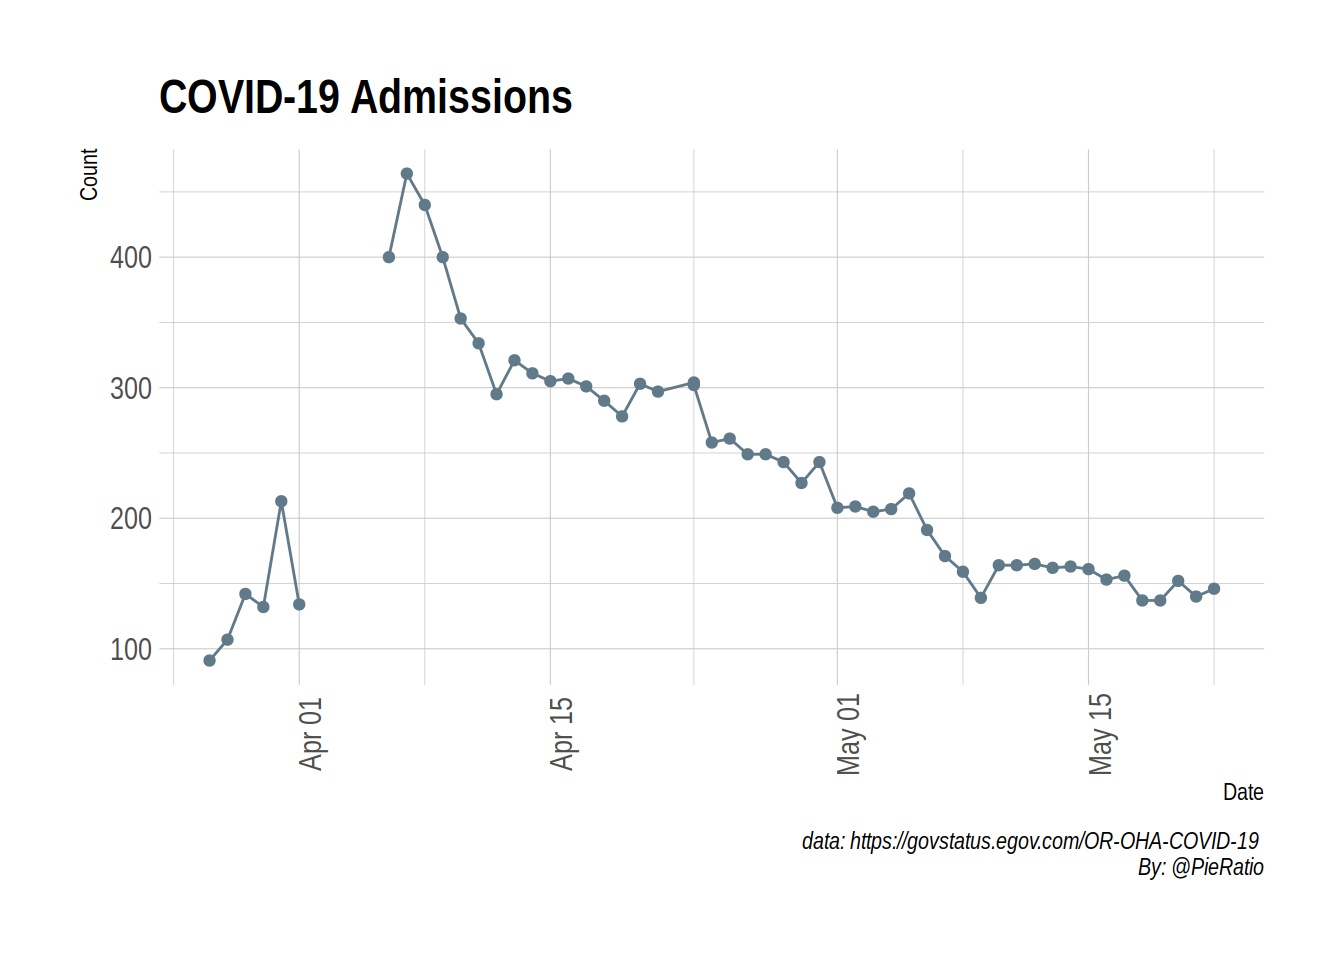 COVID-19 Admissions
Count
400
300
200
100
Apr 01
Apr 15
May 01
May 15
Date
data: https://govstatus.egov.com/OR-OHA-COVID-19
By: @PieRatio